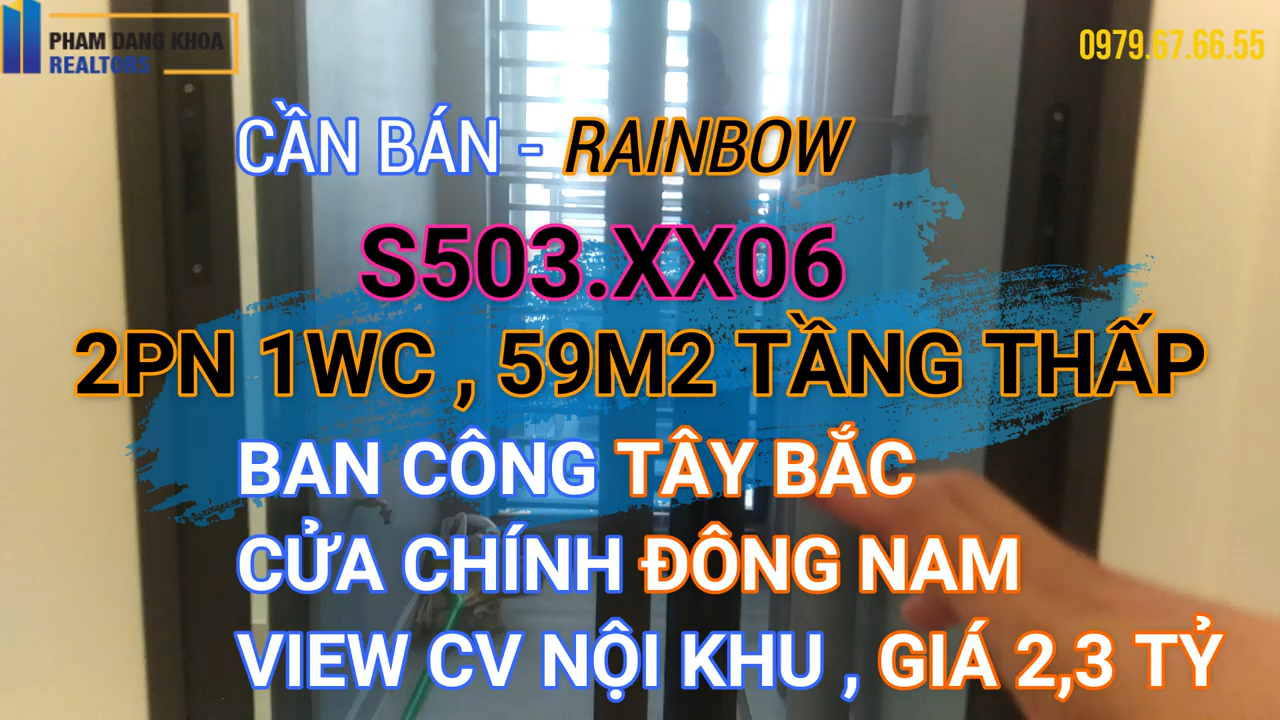 PHAM DANG KHOA
REALTORS
0979.67.66.55
CẦN BÁN - RAINBOW
S503.XX06
2PN 1WC , 59M2 TẦNG THẤP
BAN CÔNG TÂY BẮC
CỬA CHÍNH ĐÔNG NAM
VIEW CV NỘI KHU , GIÁ 2,3 TỶ